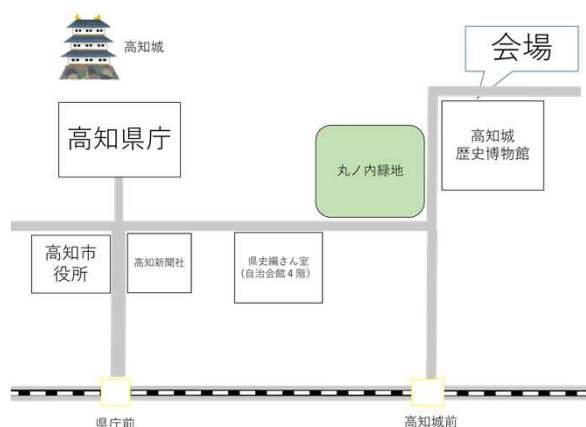 高知城
会場
高知県庁
高知城
歴史博物館
丸ノ内緑地
高知市
役所
高知新聞社
県史編さん室
(自治会館4階)
県庁前
高知城前